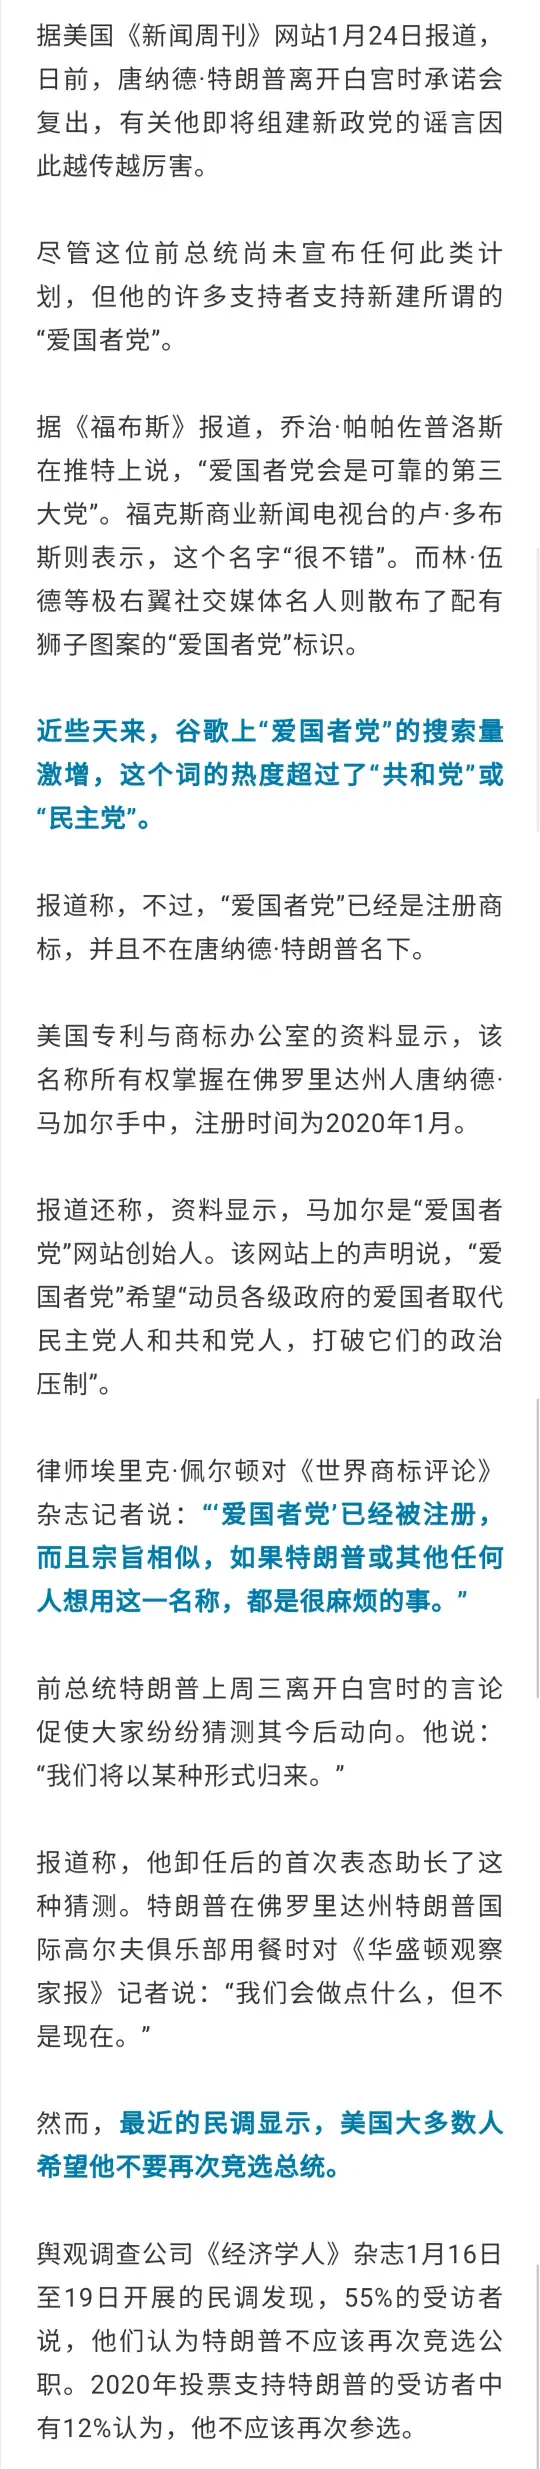 据美国《新闻周刊》网站1月24日报道，
日前，唐纳德·特朗普离开白宫时承诺会
复出，有关他即将组建新政党的谣言因
此越传越厉害。
尽管这位前总统尚未宣布任何此类计
划，但他的许多支持者支持新建所谓的
“爱国者党”。
据《福布斯》报道，乔治·帕帕佐普洛斯
在推特上说，“爱国者党会是可靠的第三
大党”。福克斯商业新闻电视台的卢·多布
斯则表示，这个名字“很不错”。而林·伍
德等极右翼社交媒体名人则散布了配有
狮子图案的“爱国者党”标识。
近些天来，谷歌上“爱国者党”的搜索量
激增，这个词的热度超过了“共和党”或
“民主党”。
报道称，不过，“爱国者党”已经是注册商
标，并且不在唐纳德·特朗普名下。
美国专利与商标办公室的资料显示，该
名称所有权掌握在佛罗里达州人唐纳德·
马加尔手中，注册时间为2020年1月。
报道还称，资料显示，马加尔是“爱国者
党”网站创始人。该网站上的声明说，“爱
国者党”希望“动员各级政府的爱国者取代
民主党人和共和党人，打破它们的政治
压制”。
律师埃里克·佩尔顿对《世界商标评论》
杂志记者说：“‘爱国者党’已经被注册，
而且宗旨相似，如果特朗普或其他任何
人想用这一名称，都是很麻烦的事。”
前总统特朗普上周三离开白宫时的言论
促使大家纷纷猜测其今后动向。他说：
“我们将以某种形式归来。”
报道称，他卸任后的首次表态助长了这
种猜测。特朗普在佛罗里达州特朗普国
际高尔夫俱乐部用餐时对《华盛顿观察
家报》记者说：“我们会做点什么，但不
是现在。”
然而，最近的民调显示，美国大多数人
希望他不要再次竞选总统。
舆观调查公司《经济学人》杂志1月16日
至19日开展的民调发现，55%的受访者
说，他们认为特朗普不应该再次竞选公
职。2020年投票支持特朗普的受访者中
有12%认为，他不应该再次参选。